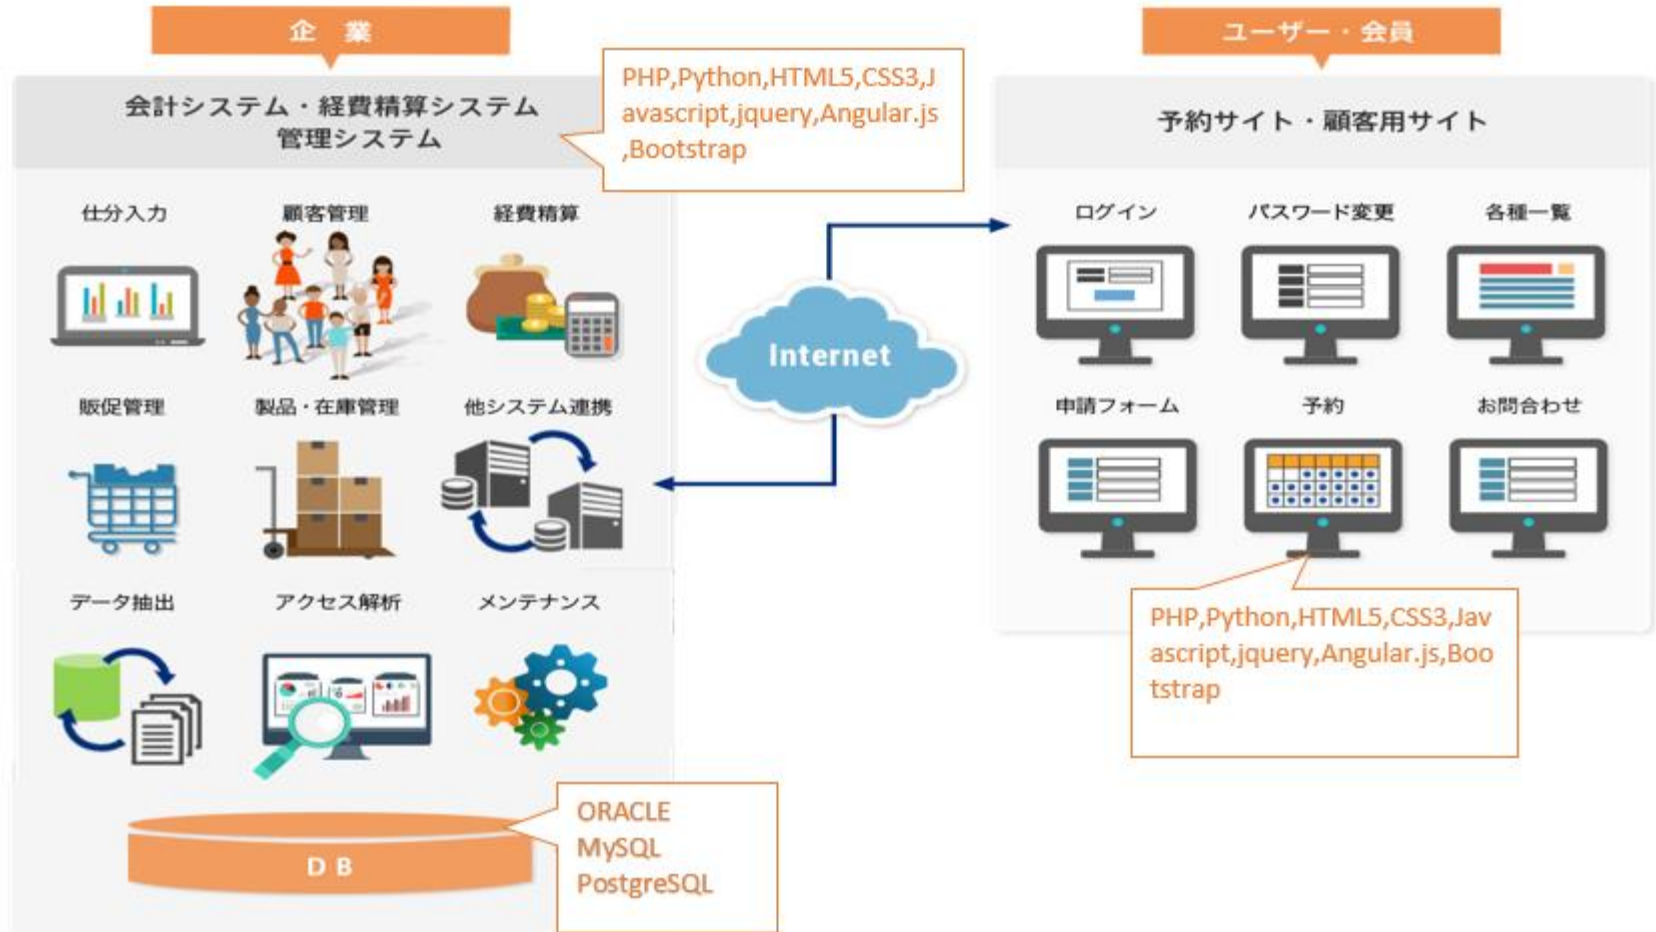 企 業
会計システム・経費精算システム
管理システム
PHP,Python,HTML5,CSS3,J
avascript,jquery,Angular.js
,Bootstrap
仕分入力
顧客管理
経費精算
販促管理
製品・在庫管理
他システム連携
データ抽出
アクセス解析
メンテナンス
DB
ORACLE
MySQL
PostgreSQL
Internet
ユーザー・会員
予約サイト・顧客用サイト
ログイン
パスワード変更
各種一覧
申請フォーム
予約
お問合わせ
PHP,Python,HTML5,CSS3,Jav
ascript,jquery,Angular.js,Boo
tstrap